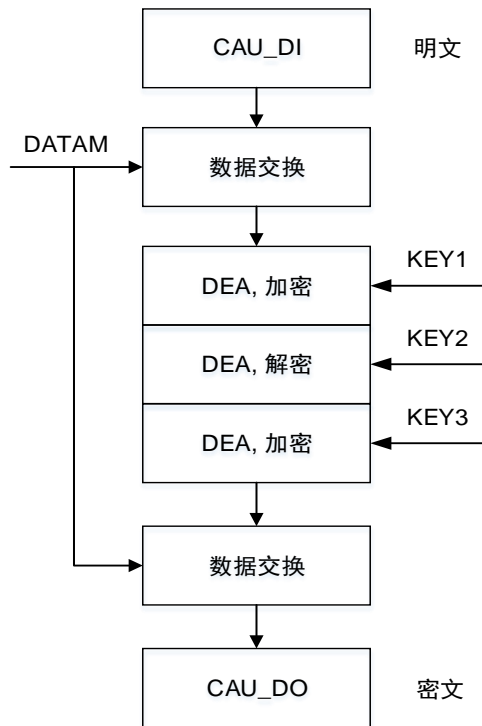 CAU_DI
明文
DATAM
数据交换
KEY1
DEA, 加密
KEY2
DEA, 解密
KEY3
DEA, 加密
数据交换
CAU_DO
密文